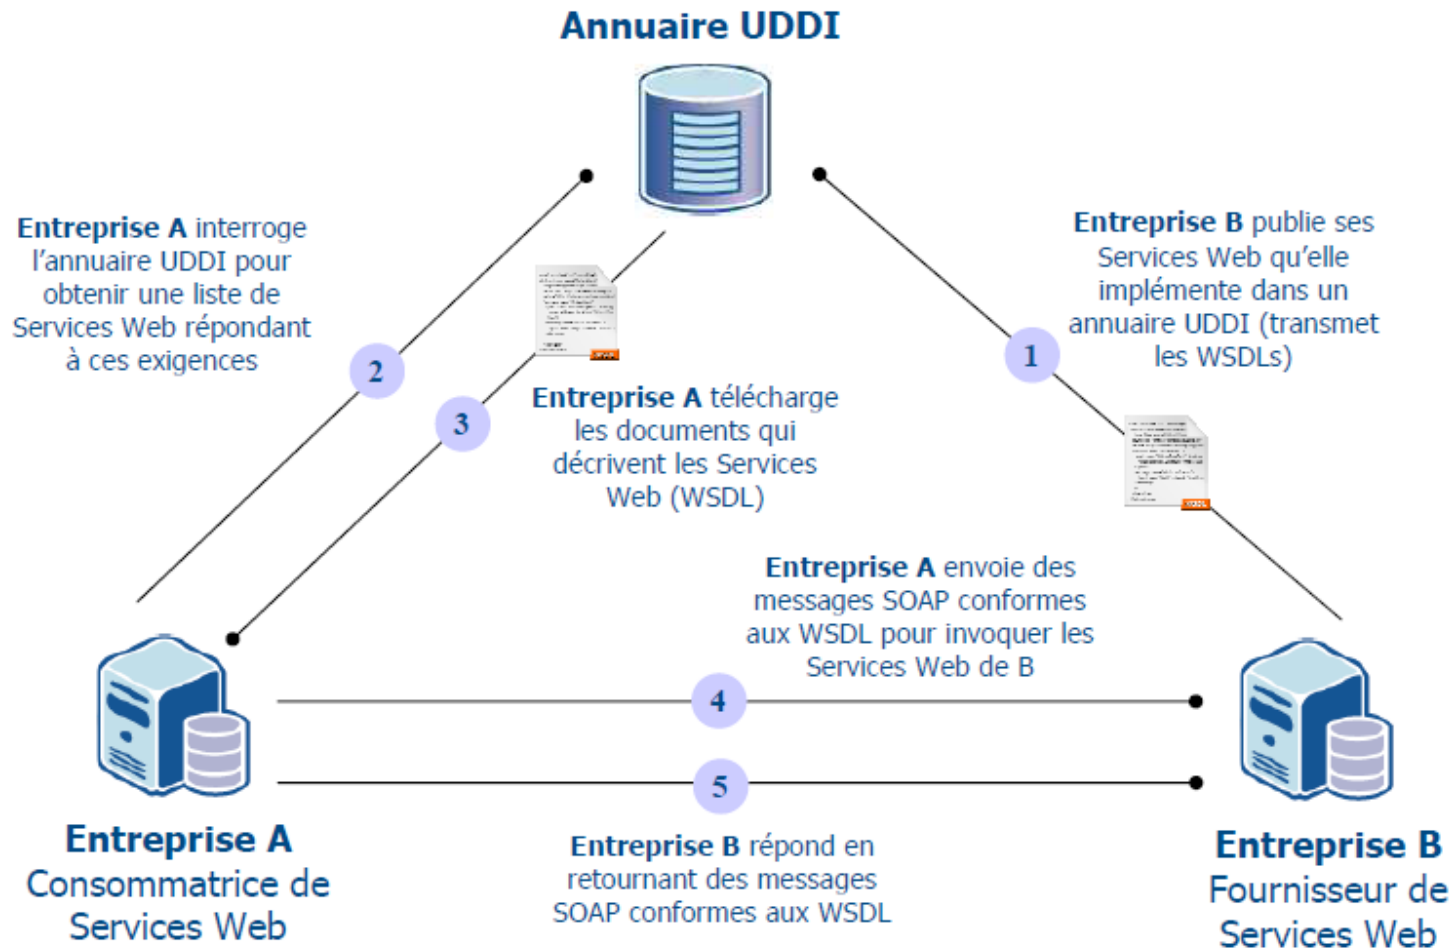 Annuaire UDDI
Entreprise A interroge
l'annuaire UDDI pour
obtenir une liste de
Services Web répondant
à ces exigences
Entreprise B publie ses
Services Web qu'elle
implémente dans un
annuaire UDDI (transmet
les WSDLs)
2
1
3
Entreprise A télécharge
les documents qui
décrivent les Services
Web (WSDL)
Entreprise A envoie des
messages SOAP conformes
aux WSDL pour invoquer les
Services Web de B
4
5
Entreprise B répond en
retournant des messages
SOAP conformes aux WSDL
Entreprise A
Consommatrice de
Services Web
Entreprise B
Fournisseur de
Services Web